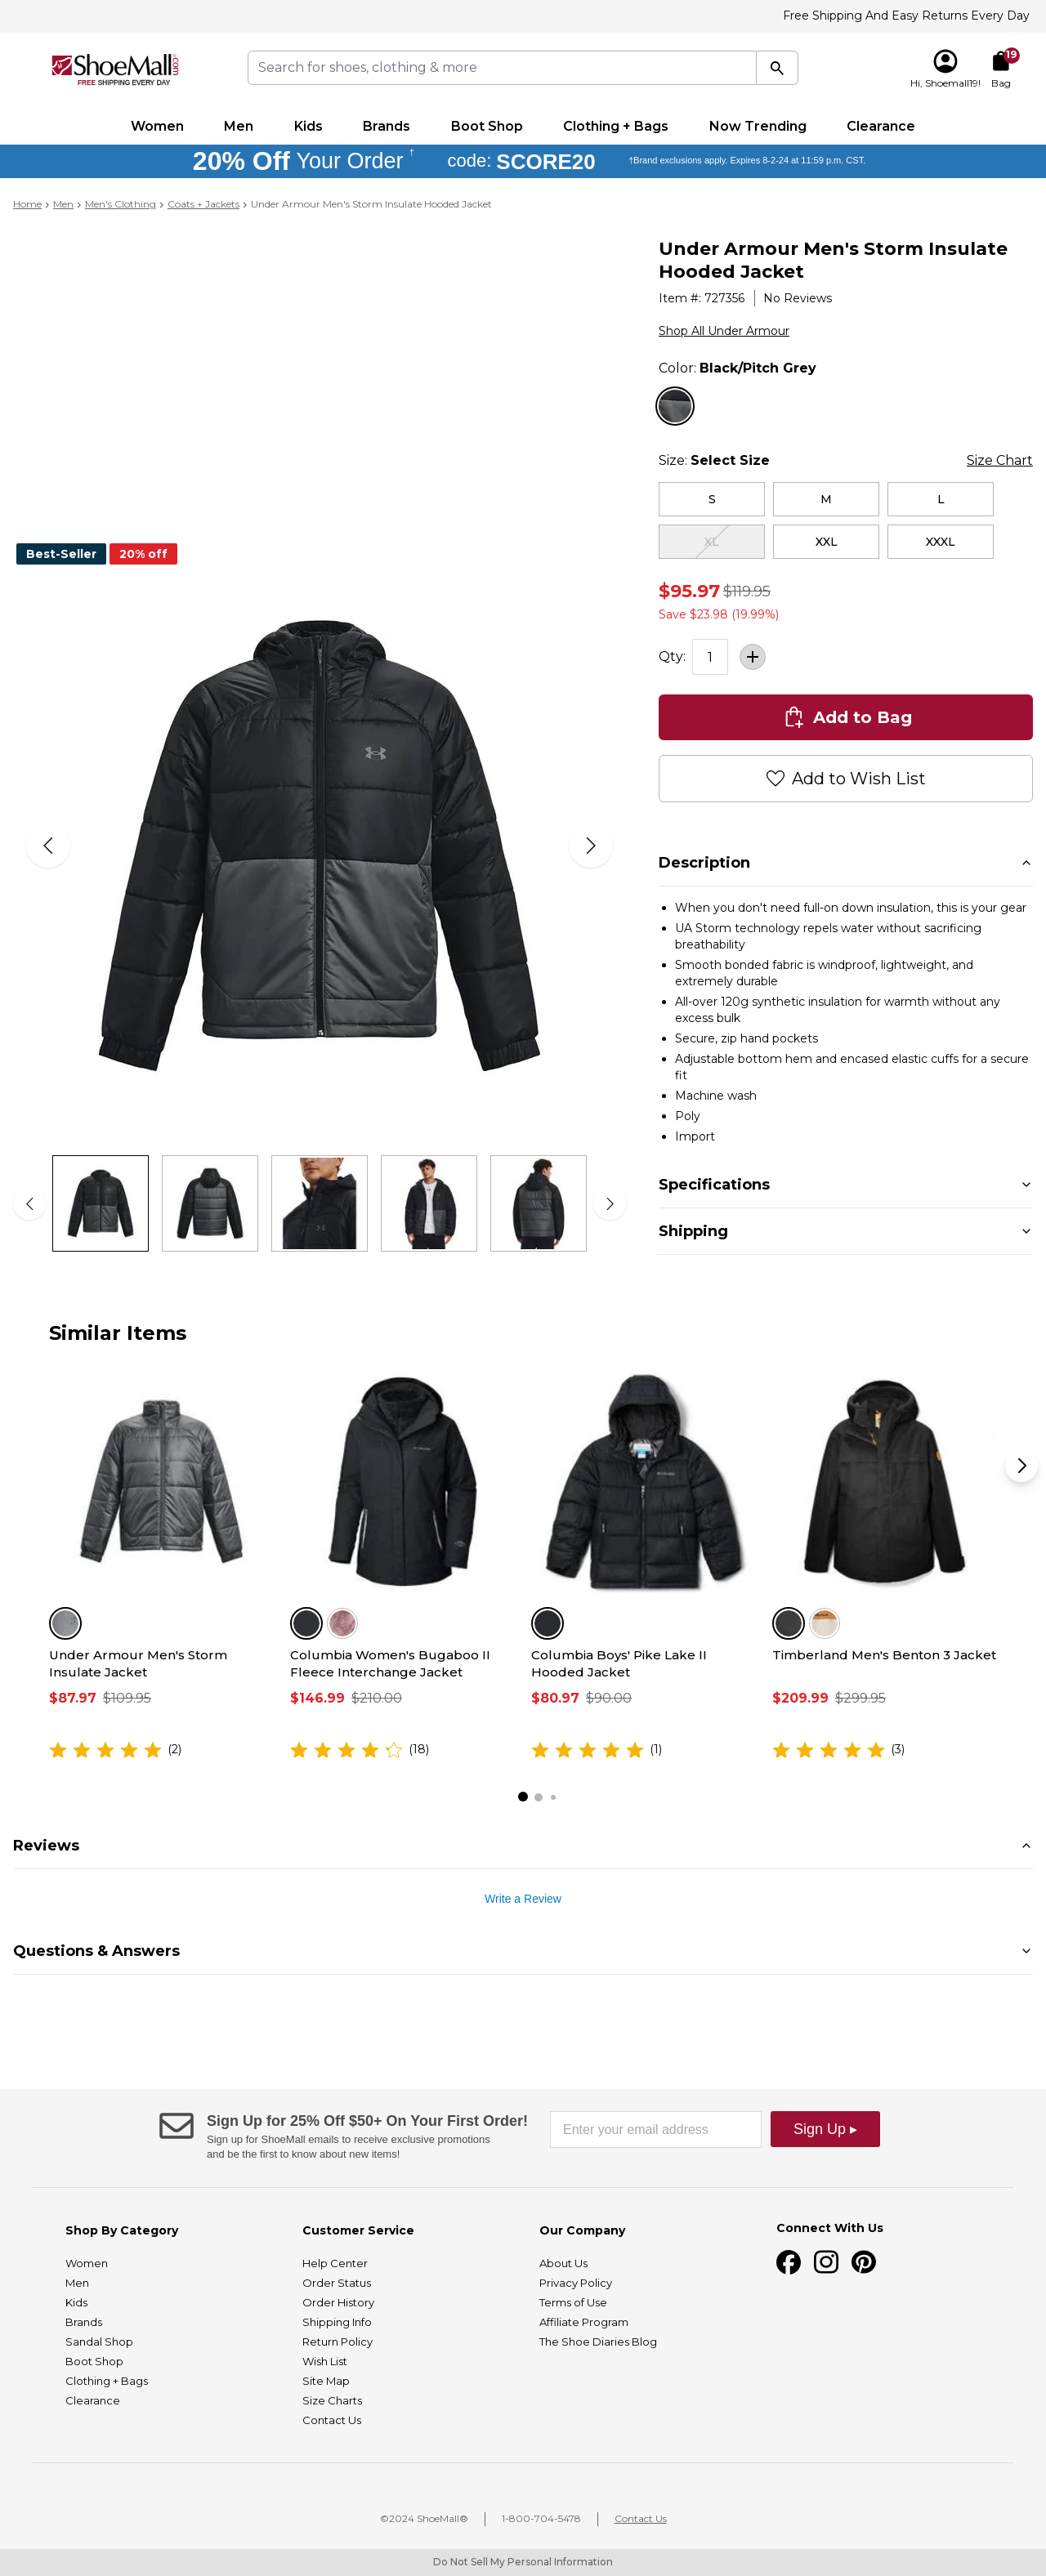 Free Shipping And Easy Returns Every Day
ShoeMall.com
FREE SHIPPING EVERY DAY
Search for shoes, clothing & more
Hi, Shoemall19!
19
Bag
Women Men Kids Brands Boot Shop Clothing + Bags Now Trending Clearance
20% Off Your Order † code: SCORE20 †Brand exclusions apply. Expires 8-2-24 at 11:59 p.m. CST.
Home > Men > Men's Clothing > Coats + Jackets > Under Armour Men's Storm Insulate Hooded Jacket
Best-Seller 20% off
Under Armour Men's Storm Insulate
Hooded Jacket
Item #: 727356 | No Reviews
Shop All Under Armour
Color: Black/Pitch Grey
Size: Select Size Size Chart
S M L
XL XXL XXXL
$95.97 $119.95
Save $23.98 (19.99%)
Qty: 1 +
Add to Bag
Add to Wish List
Description
• When you don't need full-on down insulation, this is your gear
• UA Storm technology repels water without sacrificing
breathability
• Smooth bonded fabric is windproof, lightweight, and
extremely durable
• All-over 120g synthetic insulation for warmth without any
excess bulk
• Secure, zip hand pockets
• Adjustable bottom hem and encased elastic cuffs for a secure
fit
• Machine wash
• Poly
• Import
Specifications
Shipping
Similar Items
Under Armour Men's Storm
Insulate Jacket
$87.97 $109.95
(2)
Columbia Women's Bugaboo II
Fleece Interchange Jacket
$146.99 $210.00
(18)
Columbia Boys' Pike Lake II
Hooded Jacket
$80.97 $90.00
(1)
Timberland Men's Benton 3 Jacket
$209.99 $299.95
(3)
Reviews
Write a Review
Questions & Answers
Sign Up for 25% Off $50+ On Your First Order!
Sign up for ShoeMall emails to receive exclusive promotions
and be the first to know about new items!
Enter your email address
Sign Up ▸
Shop By Category
Women
Men
Kids
Brands
Sandal Shop
Boot Shop
Clothing + Bags
Clearance
Customer Service
Help Center
Order Status
Order History
Shipping Info
Return Policy
Wish List
Site Map
Size Charts
Contact Us
Our Company
About Us
Privacy Policy
Terms of Use
Affiliate Program
The Shoe Diaries Blog
Connect With Us
©2024 ShoeMall® | 1-800-704-5478 | Contact Us
Do Not Sell My Personal Information